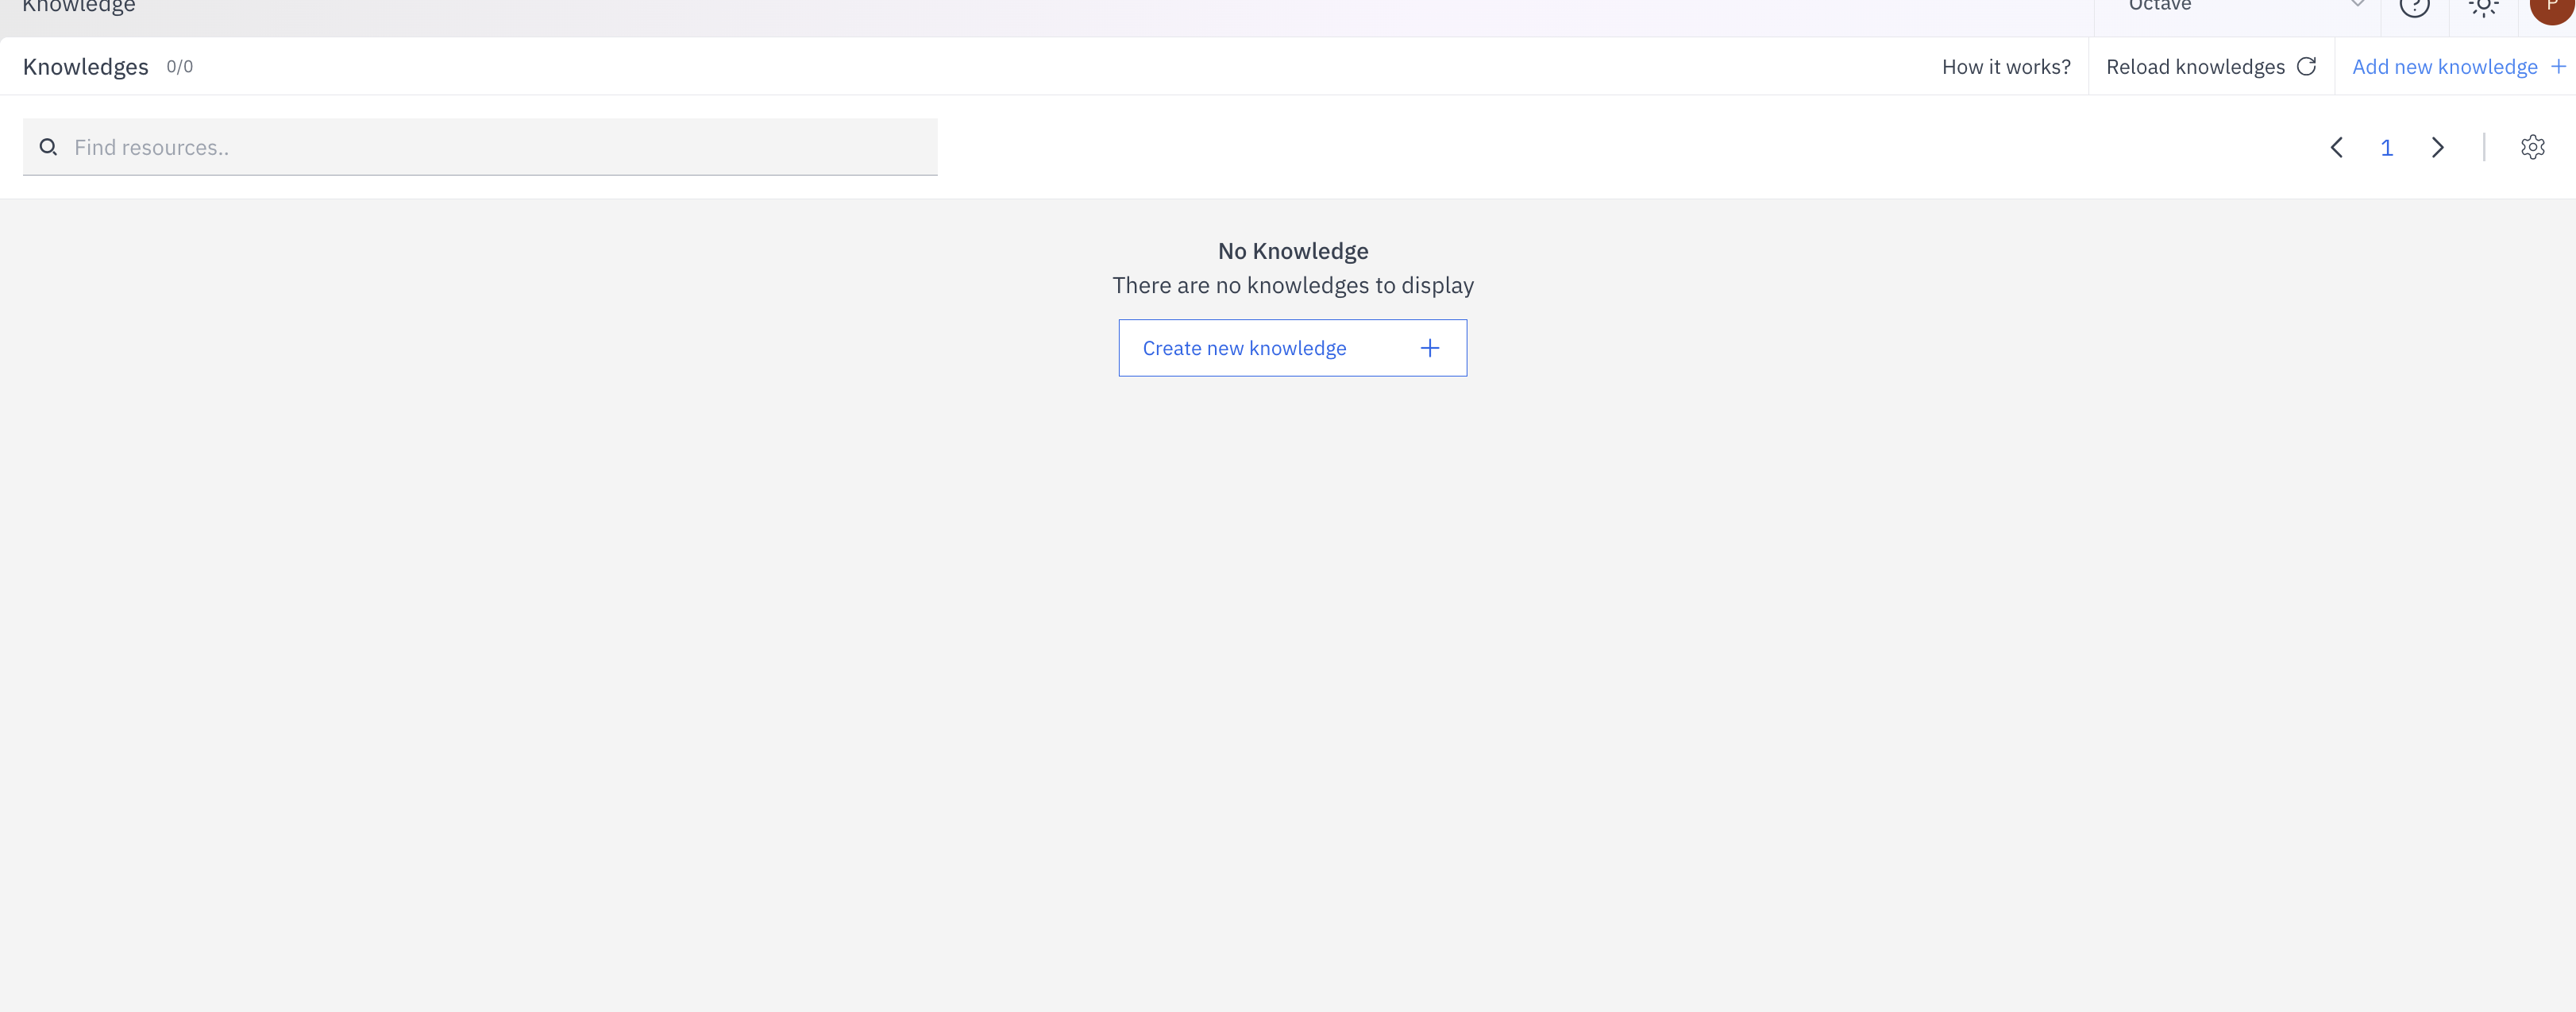 Knowledge
Octave
P
Knowledges 0/0
How it works?
Reload knowledges
Add new knowledge +
Find resources..
1
No Knowledge
There are no knowledges to display
Create new knowledge +